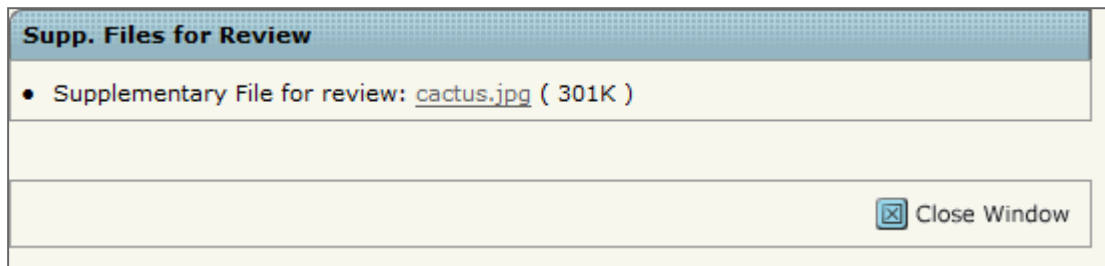 Supp. Files for Review
• Supplementary File for review: cactus.jpg ( 301K )
Close Window